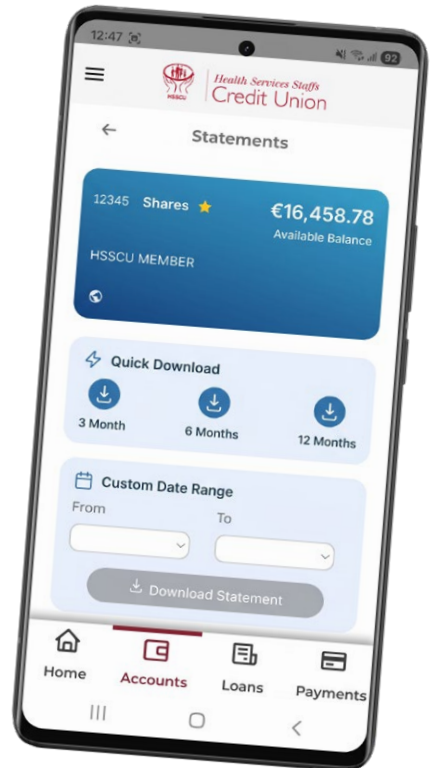 12:47
92
HSSCU
Health Services Staffs
Credit Union
Statements
12345 Shares
€16,458.78
Available Balance
HSSCU MEMBER
Quick Download
3 Month
6 Months
12 Months
Custom Date Range
From
To
Download Statement
Home
Accounts
Loans
Payments